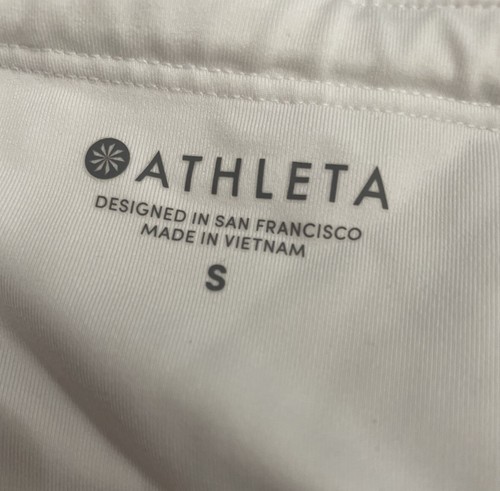 ATHLETA
DESIGNED IN SAN FRANCISCO
MADE IN VIETNAM
S